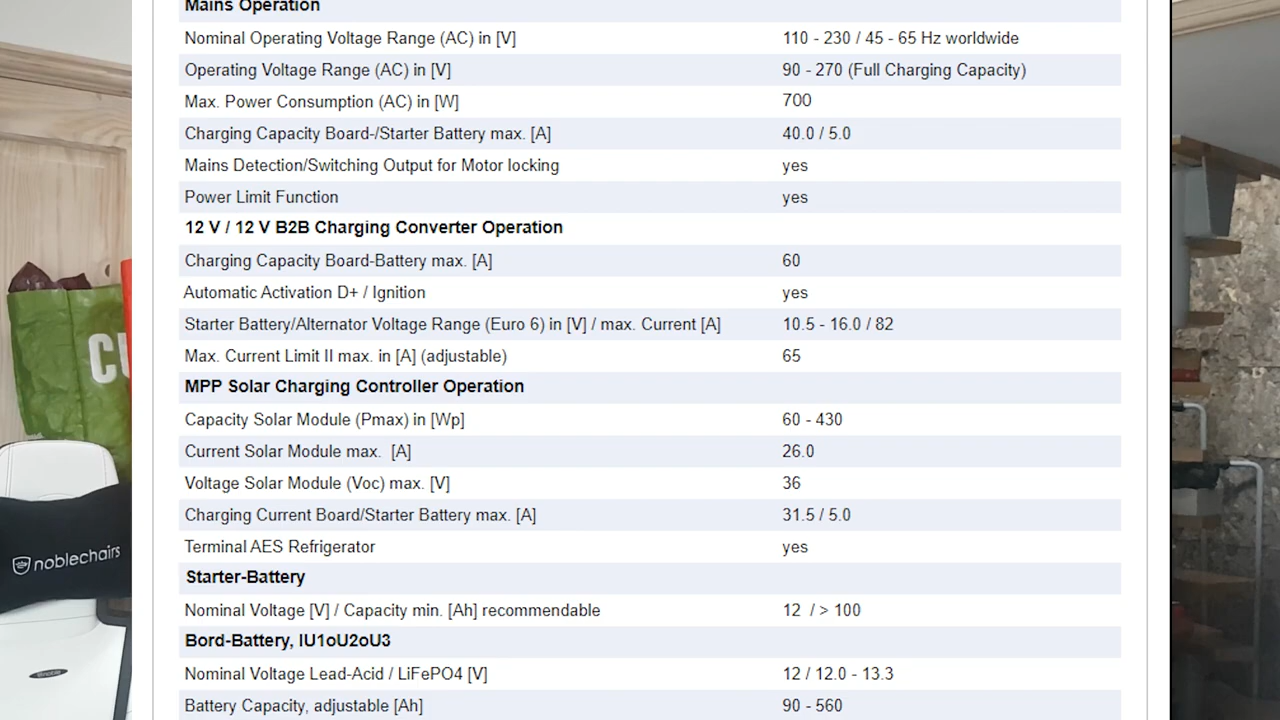 Mains Operation
Nominal Operating Voltage Range (AC) in [V] 110 - 230 / 45 - 65 Hz worldwide
Operating Voltage Range (AC) in [V] 90 - 270 (Full Charging Capacity)
Max. Power Consumption (AC) in [W] 700
Charging Capacity Board-/Starter Battery max. [A] 40.0 / 5.0
Mains Detection/Switching Output for Motor locking yes
Power Limit Function yes
12 V / 12 V B2B Charging Converter Operation
Charging Capacity Board-Battery max. [A] 60
Automatic Activation D+ / Ignition yes
Starter Battery/Alternator Voltage Range (Euro 6) in [V] / max. Current [A] 10.5 - 16.0 / 82
Max. Current Limit II max. in [A] (adjustable) 65
MPP Solar Charging Controller Operation
Capacity Solar Module (Pmax) in [Wp] 60 - 430
Current Solar Module max. [A] 26.0
Voltage Solar Module (Voc) max. [V] 36
Charging Current Board/Starter Battery max. [A] 31.5 / 5.0
Terminal AES Refrigerator yes
Starter-Battery
Nominal Voltage [V] / Capacity min. [Ah] recommendable 12 / > 100
Bord-Battery, IU1oU2oU3
Nominal Voltage Lead-Acid / LiFePO4 [V] 12 / 12.0 - 13.3
Battery Capacity, adjustable [Ah] 90 - 560
noblechairs